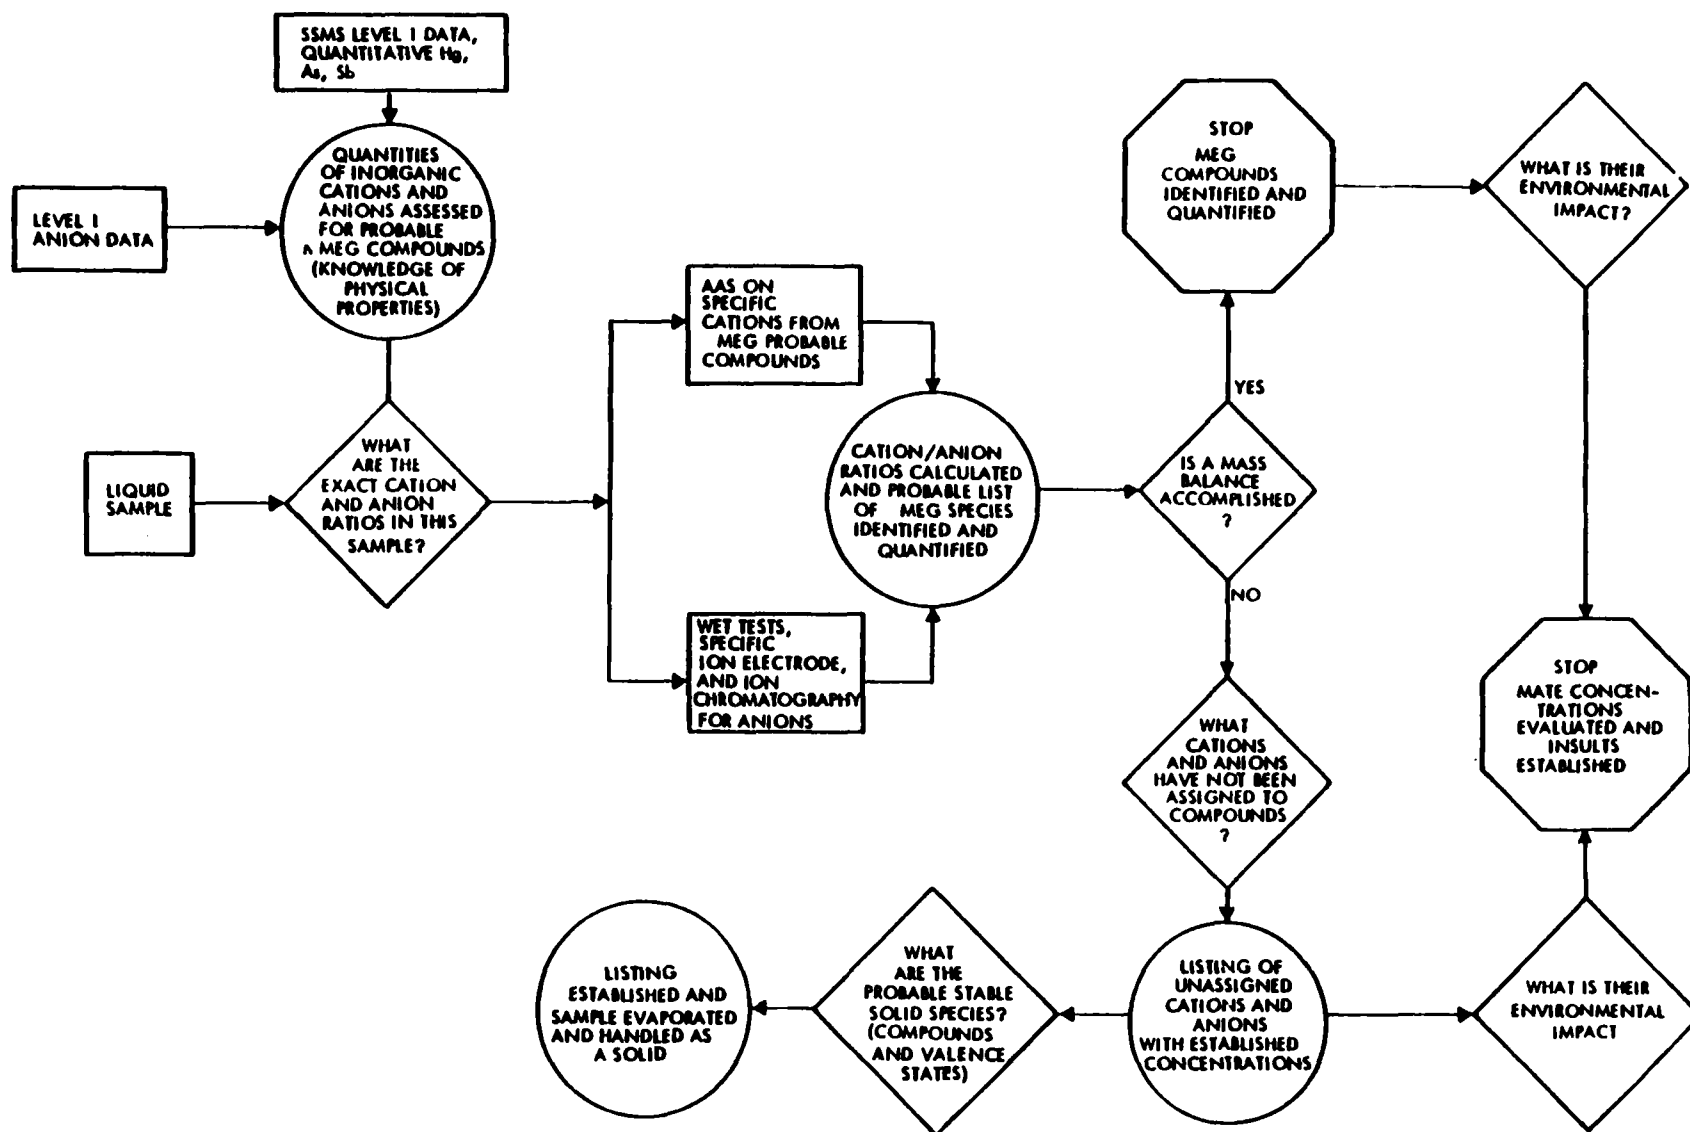 SSMS LEVEL 1 DATA,
QUANTITATIVE Hg,
As, Sb
QUANTITIES
OF INORGANIC
CATIONS AND
ANIONS ASSESSED
FOR PROBABLE
MEG COMPOUNDS
(KNOWLEDGE OF
PHYSICAL
PROPERTIES)
LEVEL 1
ANION DATA
LIQUID
SAMPLE
WHAT
ARE THE
EXACT CATION
AND ANION
RATIOS IN THIS
SAMPLE?
AAS ON
SPECIFIC
CATIONS FROM
MEG PROBABLE
COMPOUNDS
WET TESTS,
SPECIFIC
ION ELECTRODE,
AND ION
CHROMATOGRAPHY
FOR ANIONS
CATION/ANION
RATIOS CALCULATED
AND PROBABLE LIST
OF MEG SPECIES
IDENTIFIED AND
QUANTIFIED
STOP
MEG
COMPOUNDS
IDENTIFIED AND
QUANTIFIED
WHAT IS THEIR
ENVIRONMENTAL
IMPACT?
YES
IS A MASS
BALANCE
ACCOMPLISHED
?
NO
WHAT
CATIONS
AND ANIONS
HAVE NOT BEEN
ASSIGNED TO
COMPOUNDS
?
STOP
MATE CONCEN-
TRATIONS
EVALUATED AND
INSULTS
ESTABLISHED
LISTING
ESTABLISHED AND
SAMPLE EVAPORATED
AND HANDLED AS
A SOLID
WHAT
ARE THE
PROBABLE STABLE
SOLID SPECIES?
(COMPOUNDS
AND VALENCE
STATES)
LISTING OF
UNASSIGNED
CATIONS AND
ANIONS
WITH ESTABLISHED
CONCENTRATIONS
WHAT IS THEIR
ENVIRONMENTAL
IMPACT